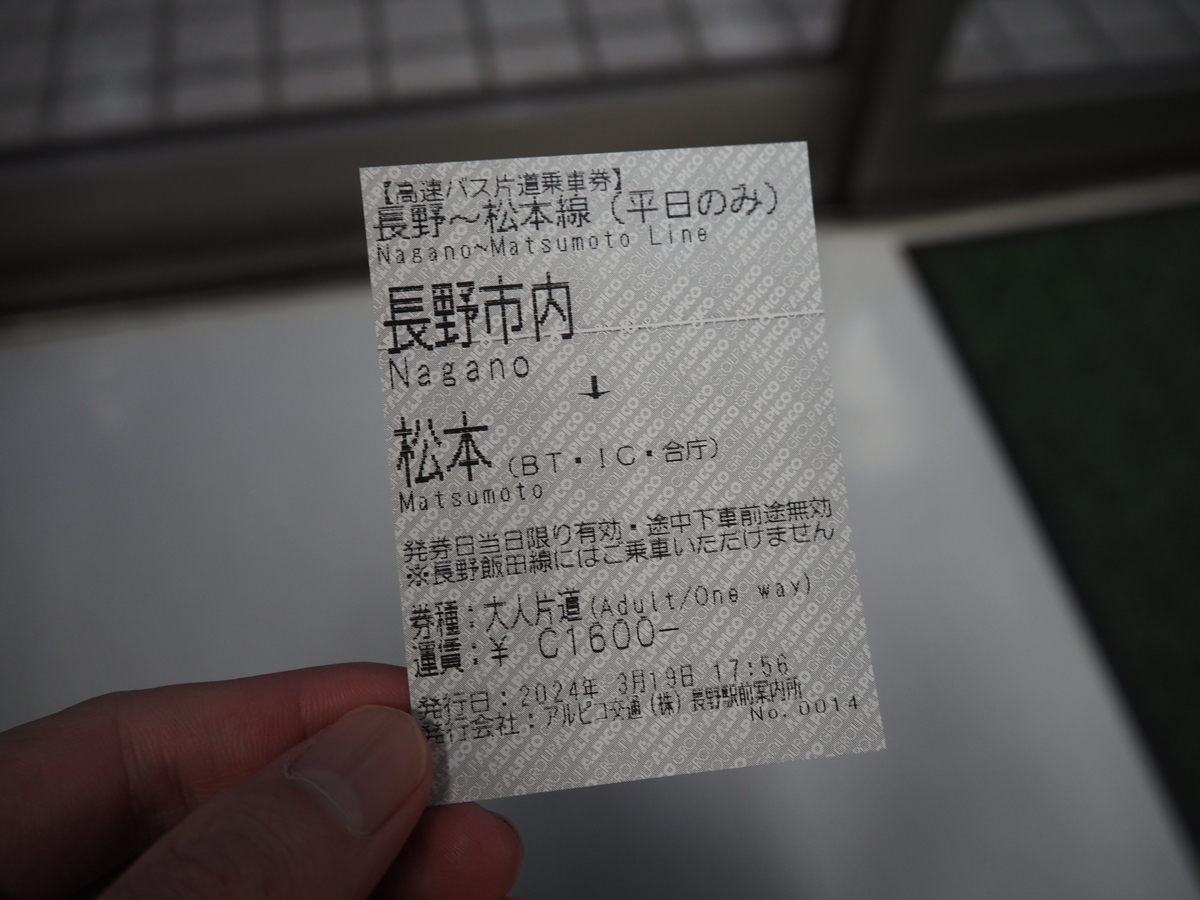 【高速バス片道乗車券】
長野~松本線(平日のみ)
Nagano~Matsumoto Line
長野市内
Nagano
↓
松本(BT・IC・合庁)
Matsumoto
発券日当日限り有効・途中下車前途無効
※長野飯田線にはご乗車いただけません
券種:大人片道(Adult/One way)
運賃:¥ C1600-
発行日:2024年 3月19日 17:56
発行会社:アルピコ交通(株)長野駅前案内所
No. 0014
ALPICO GROUP